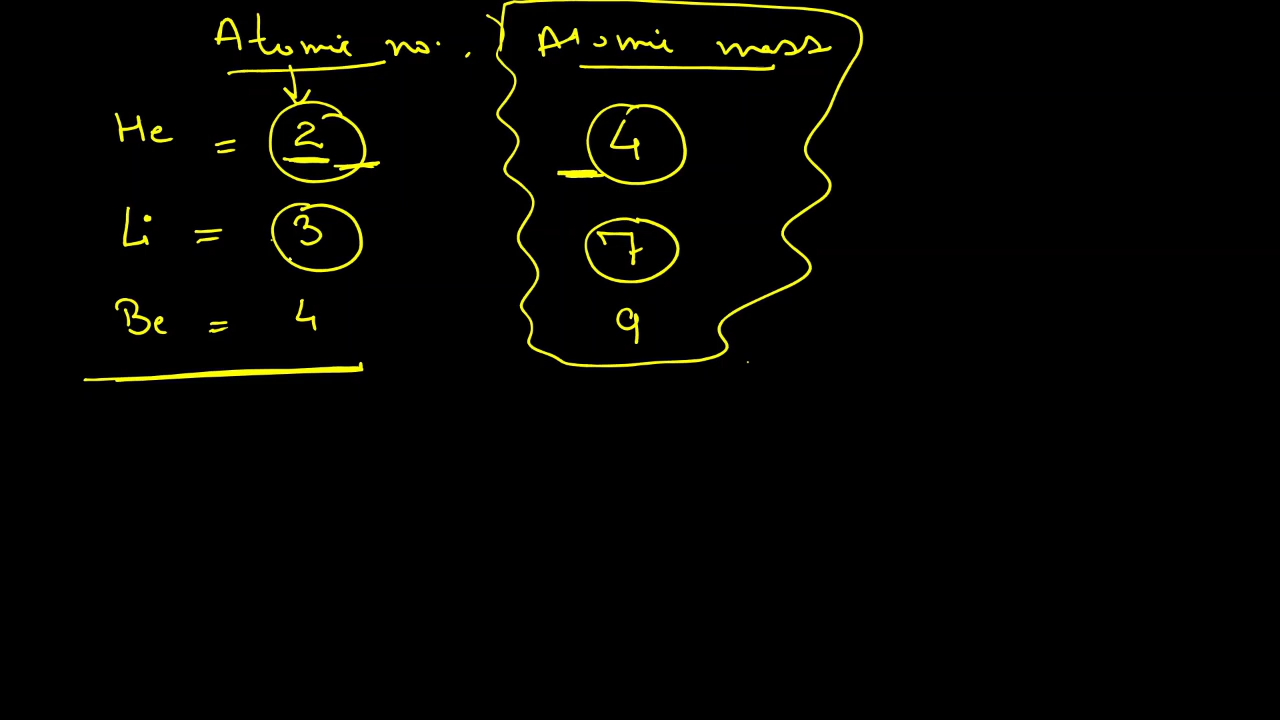 Atomic no. Atomic mass
He = 2 4
Li = 3 7
Be = 4 9